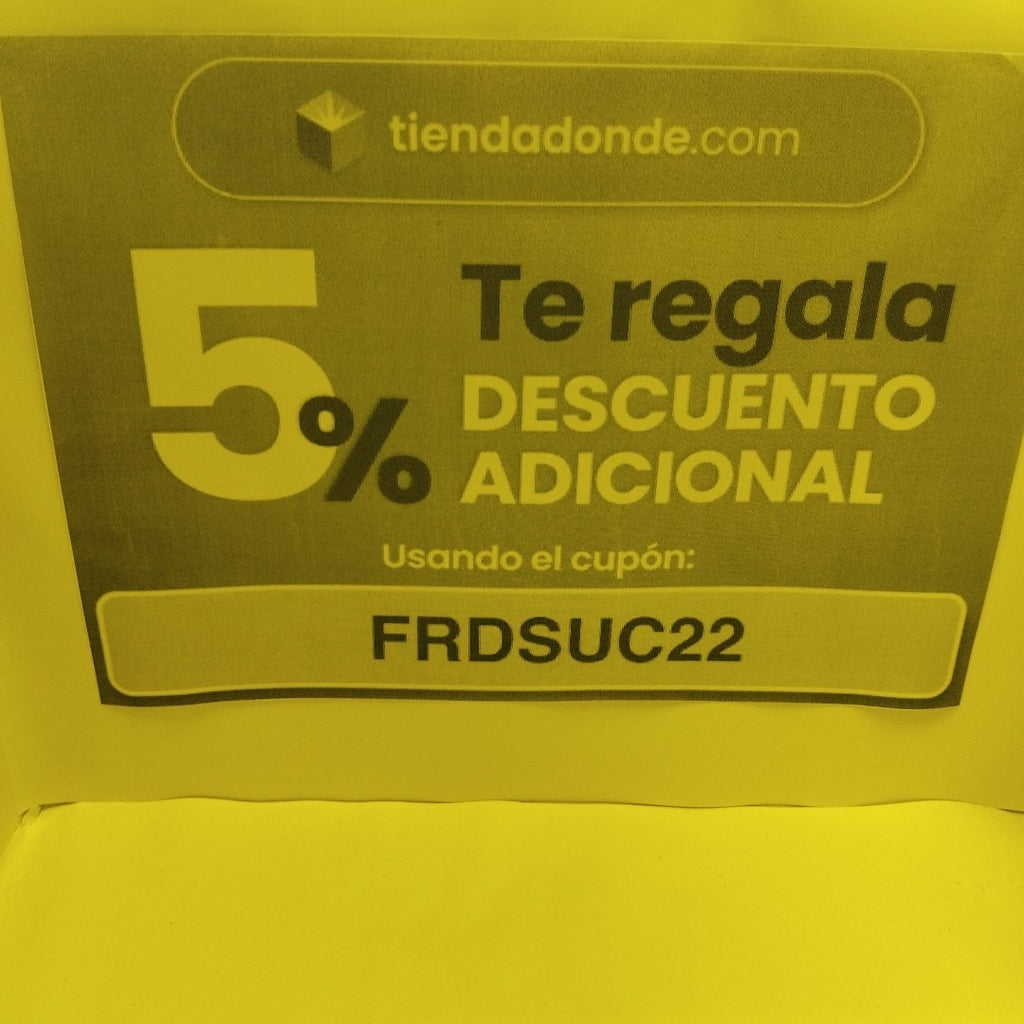 tiendadonde.com
5%
Te regala
DESCUENTO
ADICIONAL
Usando el cupón:
FRDSUC22